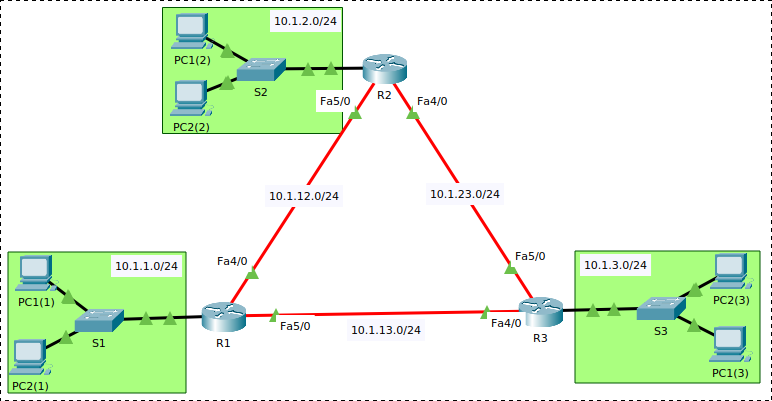 10.1.2.0/24
PC1(2)
S2
PC2(2)
R2
Fa5/0
Fa4/0
10.1.12.0/24
10.1.23.0/24
10.1.1.0/24
PC1(1)
S1
PC2(1)
Fa4/0
R1
Fa5/0
10.1.13.0/24
Fa5/0
Fa4/0
R3
10.1.3.0/24
PC2(3)
S3
PC1(3)